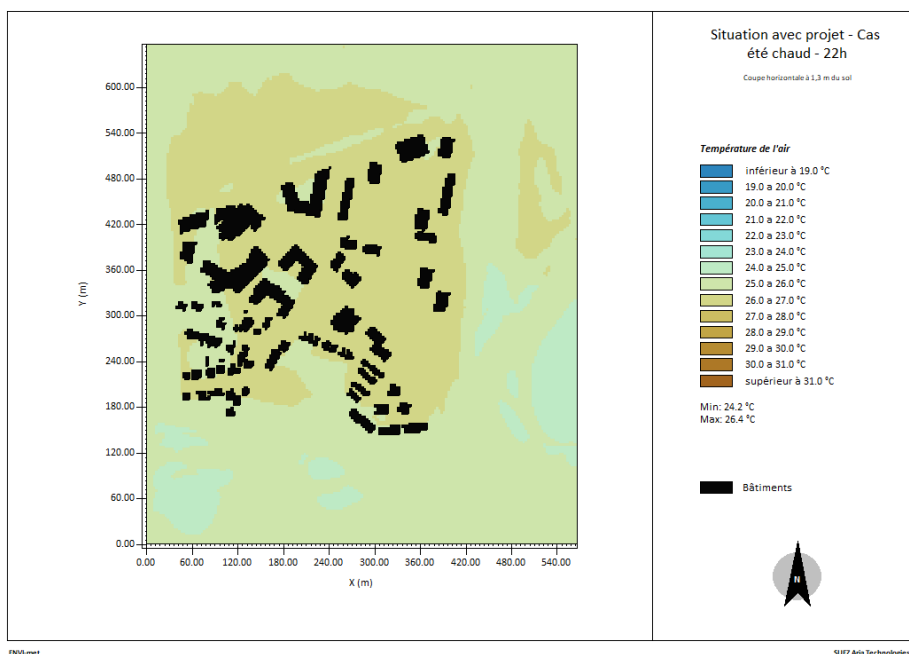 Situation avec projet - Cas
été chaud - 22h
Coupe horizontale à 1,3 m du sol
600.00
540.00
480.00
420.00
360.00
300.00
240.00
180.00
120.00
60.00
0.00
Y (m)
0.00 60.00 120.00 180.00 240.00 300.00 360.00 420.00 480.00 540.00
X (m)
Température de l'air
inférieur à 19.0 °C
19.0 a 20.0 °C
20.0 a 21.0 °C
21.0 a 22.0 °C
22.0 a 23.0 °C
23.0 a 24.0 °C
24.0 a 25.0 °C
25.0 a 26.0 °C
26.0 a 27.0 °C
27.0 a 28.0 °C
28.0 a 29.0 °C
29.0 a 30.0 °C
30.0 a 31.0 °C
supérieur à 31.0 °C
Min: 24.2 °C
Max: 26.4 °C
Bâtiments
N
ENVI-met
SUEZ Aria Technologies